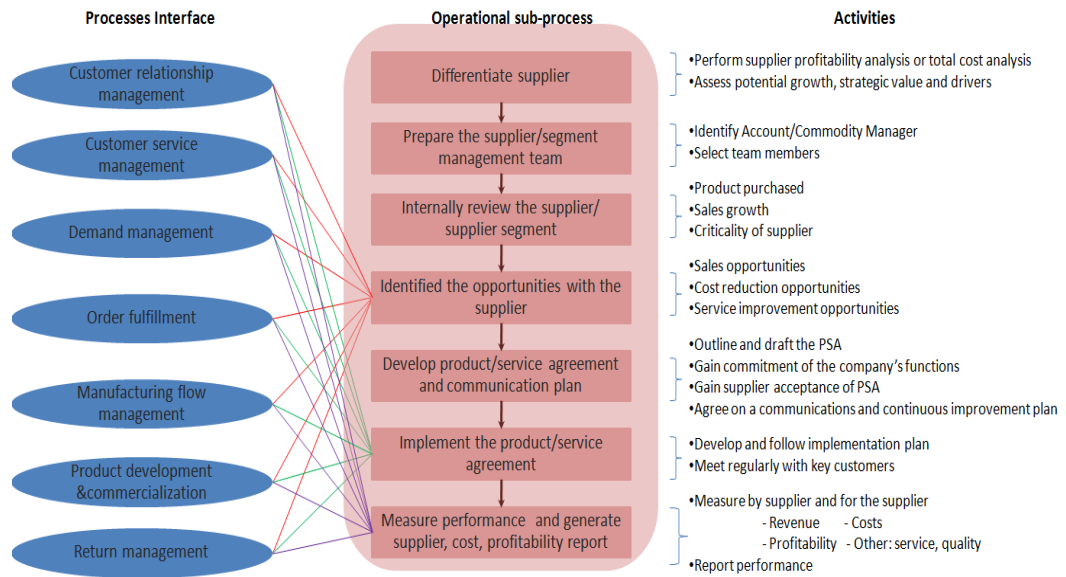 Processes Interface
Operational sub-process
Activities
Customer relationship
management
Customer service
management
Demand management
Order fulfillment
Manufacturing flow
management
Product development
&commercialization
Return management
Differentiate supplier
Prepare the supplier/segment
management team
Internally review the supplier/
supplier segment
Identified the opportunities with the
supplier
Develop product/service agreement
and communication plan
Implement the product/service
agreement
Measure performance and generate
supplier, cost, profitability report
•Perform supplier profitability analysis or total cost analysis
•Assess potential growth, strategic value and drivers
•Identify Account/Commodity Manager
•Select team members
•Product purchased
•Sales growth
•Criticality of supplier
•Sales opportunities
•Cost reduction opportunities
•Service improvement opportunities
•Outline and draft the PSA
•Gain commitment of the company's functions
•Gain supplier acceptance of PSA
•Agree on a communications and continuous improvement plan
•Develop and follow implementation plan
•Meet regularly with key customers
•Measure by supplier and for the supplier
- Revenue - Costs
- Profitability - Other: service, quality
•Report performance